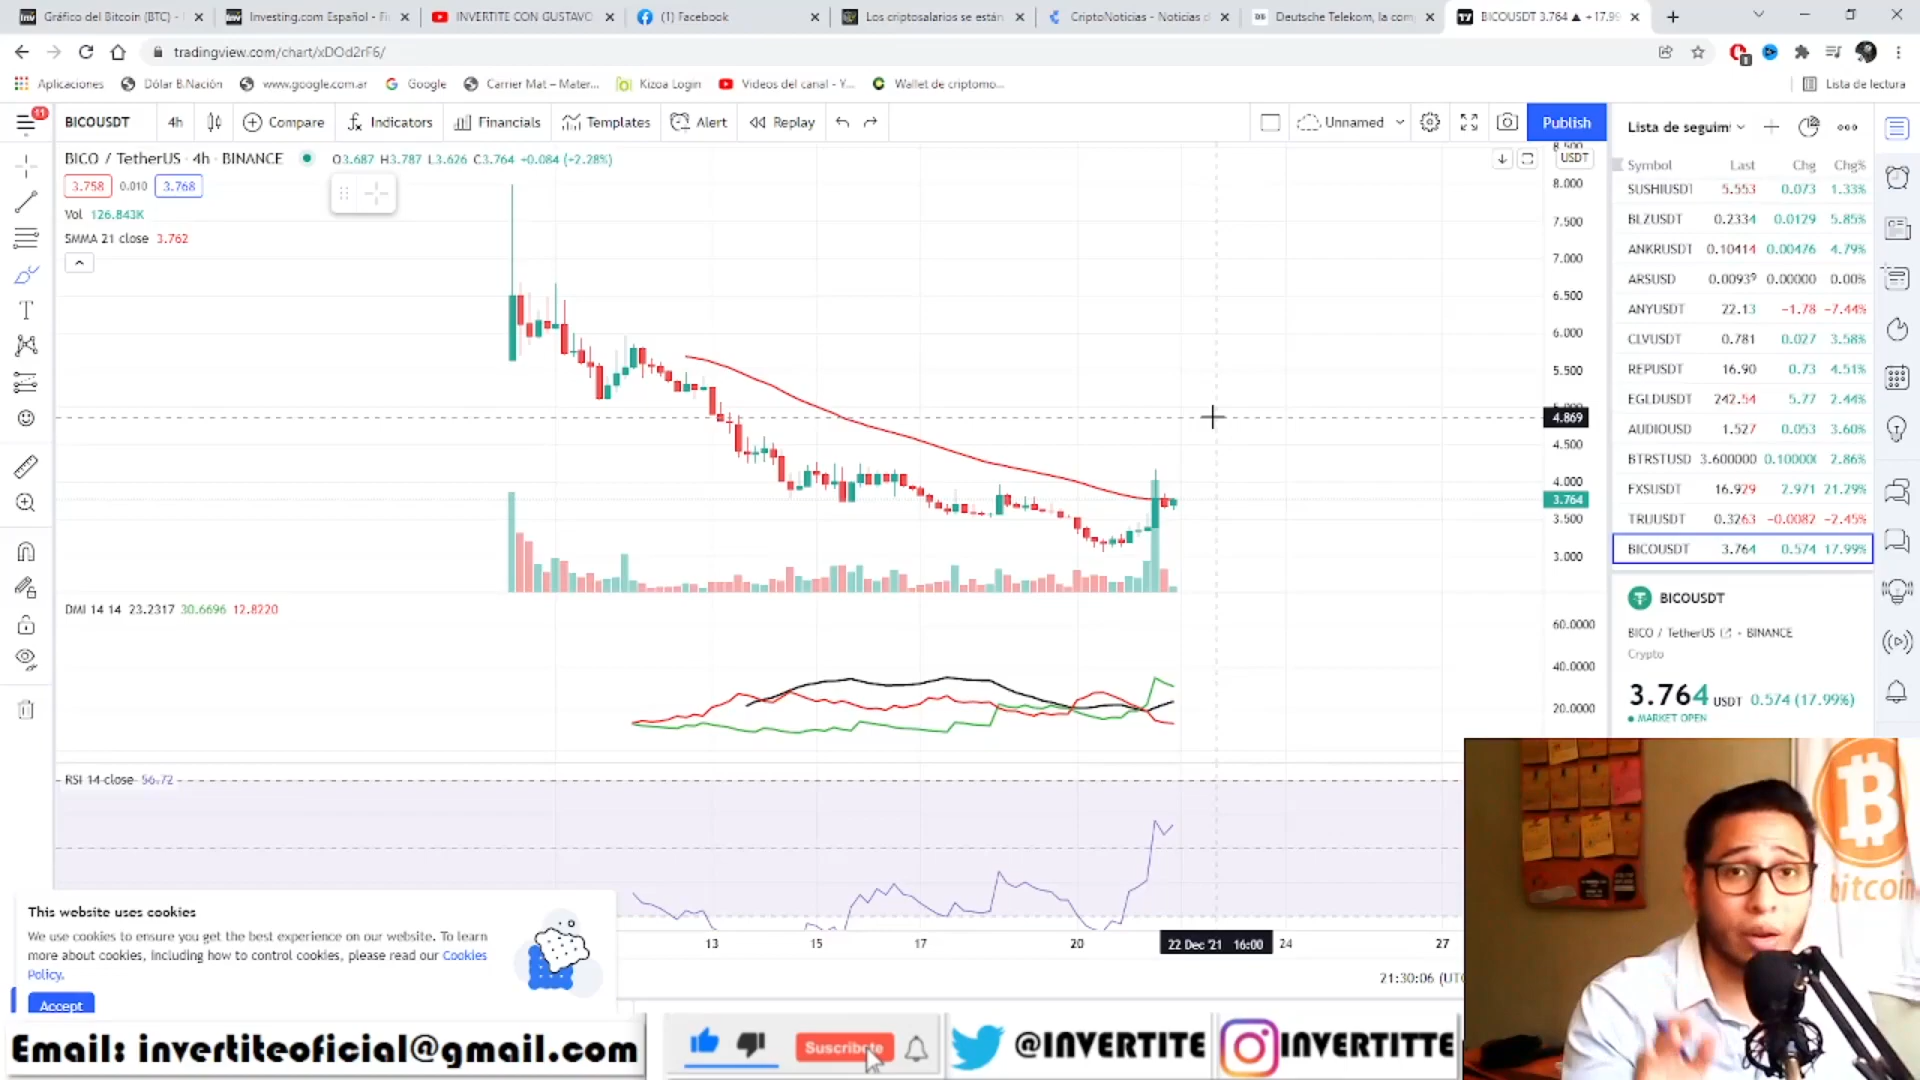 Gráfico del Bitcoin (BTC) -
Investing.com Español - Fi
INVERTITE CON GUSTAVO
(1) Facebook
Los criptosalarios se están
CriptoNoticias - Noticias d
Deutsche Telekom, la com
BICOUSDT 3.764 ▲ +17.99
tradingview.com/chart/xDOd2rF6/
Aplicaciones
Dólar B.Nación
www.google.com.ar
Google
Carrier Mat – Mater...
Kizoa Login
Videos del canal - Y...
Wallet de criptomo...
Lista de lectura
11
BICOUSDT
4h
Compare
Indicators
Financials
Templates
Alert
Replay
Unnamed
Publish
Lista de seguimi
BICO / TetherUS · 4h · BINANCE
O3.687 H3.787 L3.626 C3.764 +0.084 (+2.28%)
3.758 0.010 3.768
Vol 126.843K
SMMA 21 close 3.762
USDT
8.500
8.000
7.500
7.000
6.500
6.000
5.500
4.869
4.500
4.000
3.764
3.500
3.000
DMI 14 14 23.2317 30.6696 12.8220
60.0000
40.0000
20.0000
RSI 14 close 56.72
13 15 17 20 22 Dec '21 16:00 24 27
21:30:06 (UTC
Symbol Last Chg Chg%
SUSHIUSDT 5.553 0.073 1.33%
BLZUSDT 0.2334 0.0129 5.85%
ANKRUSDT 0.10414 0.00476 4.79%
ARSUSD 0.00939 0.00000 0.00%
ANYUSDT 22.13 −1.78 −7.44%
CLVUSDT 0.781 0.027 3.58%
REPUSDT 16.90 0.73 4.51%
EGLDUSDT 242.54 5.77 2.44%
AUDIOUSD 1.527 0.053 3.60%
BTRSTUSD 3.600000 0.10000 2.86%
FXSUSDT 16.929 2.971 21.29%
TRUUSDT 0.3263 −0.0082 −2.45%
BICOUSDT 3.764 0.574 17.99%
BICOUSDT
BICO / TetherUS · BINANCE
Crypto
3.764 USDT 0.574 (17.99%)
MARKET OPEN
This website uses cookies
We use cookies to ensure you get the best experience on our website. To learn
more about cookies, including how to control cookies, please read our Cookies
Policy.
Accept
bitcoin
Email: invertiteoficial@gmail.com
Suscribete
@INVERTITE
INVERTITTE